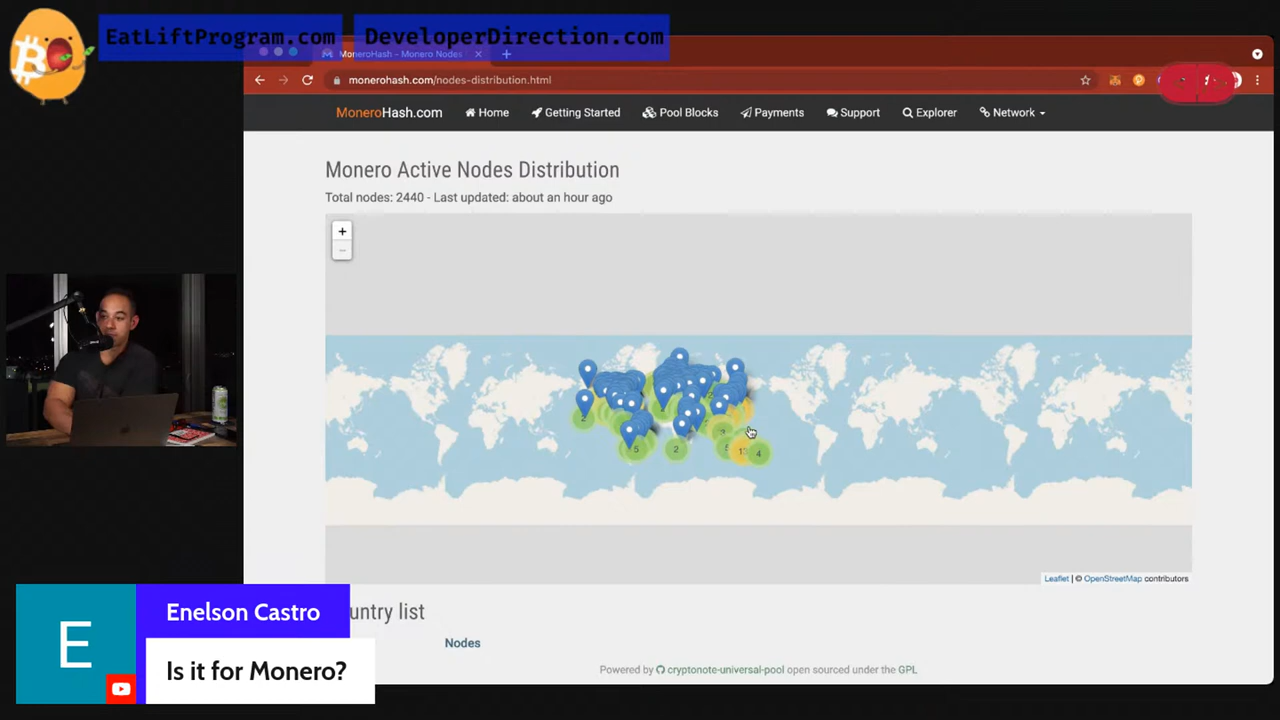 EatLiftProgram.com
DeveloperDirection.com
MoneroHash – Monero Nodes
monerohash.com/nodes-distribution.html
MoneroHash.com
Home
Getting Started
Pool Blocks
Payments
Support
Explorer
Network
Monero Active Nodes Distribution
Total nodes: 2440 - Last updated: about an hour ago
+
−
2
5
2
4
Leaflet | © OpenStreetMap contributors
untry list
Nodes
Powered by cryptonote-universal-pool open sourced under the GPL
E
Enelson Castro
Is it for Monero?